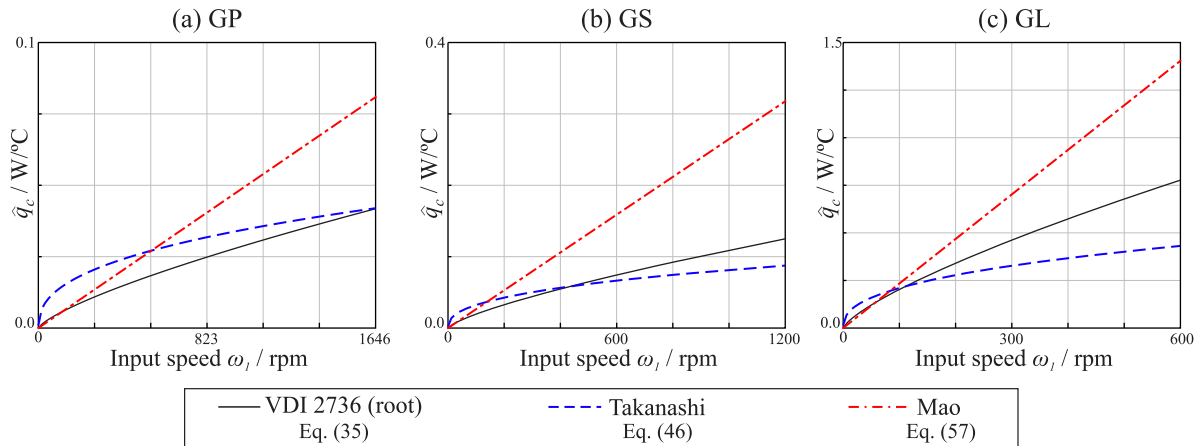 (a) GP
(b) GS
(c) GL
0.1
q̂c / W/ºC
0.0
0
823
1646
Input speed ω1 / rpm
0.4
q̂c / W/ºC
0.0
0
600
1200
Input speed ω1 / rpm
1.5
q̂c / W/ºC
0.0
0
300
600
Input speed ω1 / rpm
VDI 2736 (root)
Eq. (35)
Takanashi
Eq. (46)
Mao
Eq. (57)